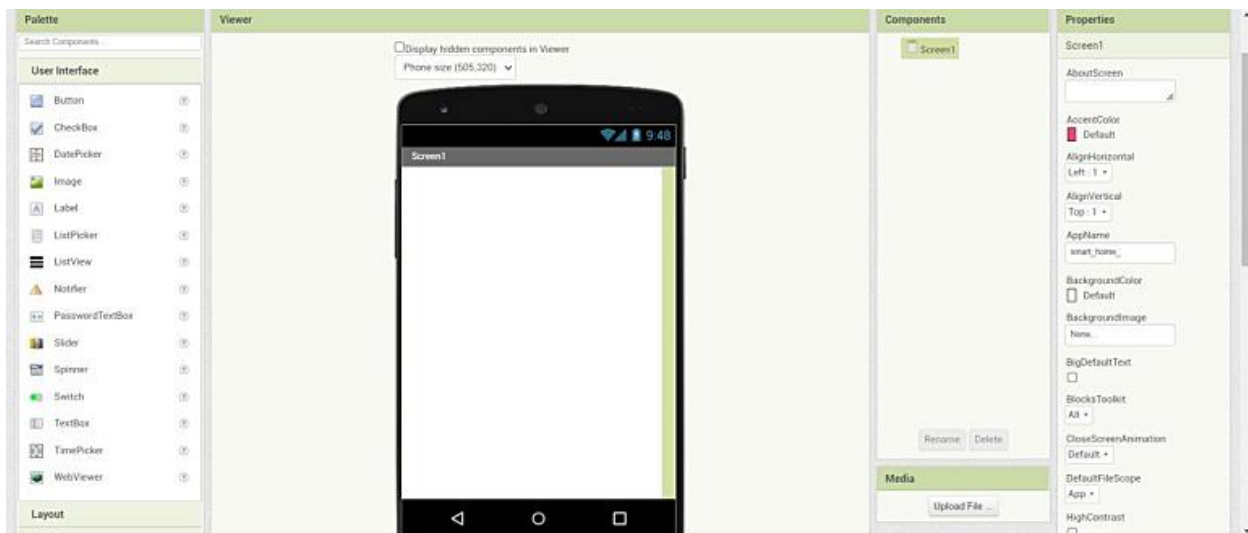 Palette
Search Components...
User Interface
Button
CheckBox
DatePicker
Image
Label
ListPicker
ListView
Notifier
PasswordTextBox
Slider
Spinner
Switch
TextBox
TimePicker
WebViewer
Layout
Viewer
Display hidden components in Viewer
Phone size (505,320)
9:48
Screen1
Components
Screen1
Rename Delete
Media
Upload File ...
Properties
Screen1
AboutScreen
AccentColor
Default
AlignHorizontal
Left : 1
AlignVertical
Top : 1
AppName
smart_home_
BackgroundColor
Default
BackgroundImage
None...
BigDefaultText
BlocksToolkit
All
CloseScreenAnimation
Default
DefaultFileScope
App
HighContrast